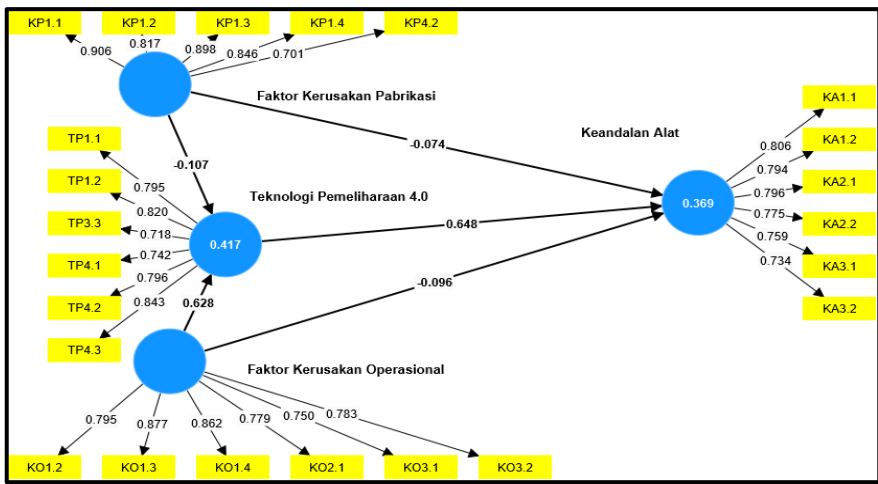 KP1.1 KP1.2 KP1.3 KP1.4 KP4.2
0.906 0.817 0.898 0.846 0.701
Faktor Kerusakan Pabrikasi
Keandalan Alat
KA1.1
KA1.2
KA2.1
KA2.2
KA3.1
KA3.2
0.806
0.794
0.796
0.775
0.759
0.734
0.369
-0.074
-0.107
TP1.1
TP1.2
TP3.3
TP4.1
TP4.2
TP4.3
0.795
0.820
0.718
0.742
0.796
0.843
Teknologi Pemeliharaan 4.0
0.417
0.648
-0.096
0.628
Faktor Kerusakan Operasional
0.795 0.877 0.862 0.779 0.750 0.783
KO1.2 KO1.3 KO1.4 KO2.1 KO3.1 KO3.2